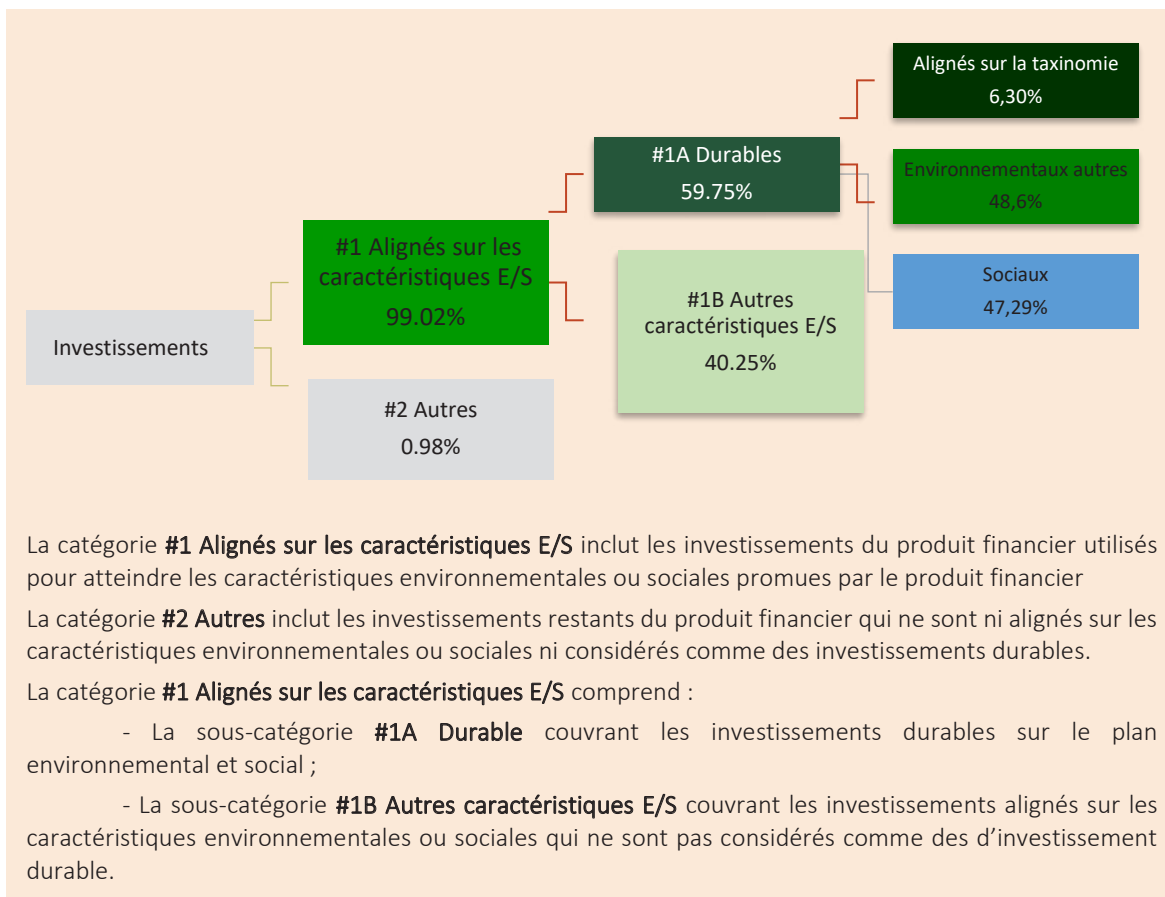 Alignés sur la taxinomie
6,30%
#1A Durables
59.75%
Environnementaux autres
48,6%
#1 Alignés sur les
caractéristiques E/S
99.02%
Sociaux
47,29%
#1B Autres
caractéristiques E/S
40.25%
Investissements
#2 Autres
0.98%
La catégorie #1 Alignés sur les caractéristiques E/S inclut les investissements du produit financier utilisés
pour atteindre les caractéristiques environnementales ou sociales promues par le produit financier
La catégorie #2 Autres inclut les investissements restants du produit financier qui ne sont ni alignés sur les
caractéristiques environnementales ou sociales ni considérés comme des investissements durables.
La catégorie #1 Alignés sur les caractéristiques E/S comprend :
- La sous-catégorie #1A Durable couvrant les investissements durables sur le plan
environnemental et social ;
- La sous-catégorie #1B Autres caractéristiques E/S couvrant les investissements alignés sur les
caractéristiques environnementales ou sociales qui ne sont pas considérés comme des d’investissement
durable.